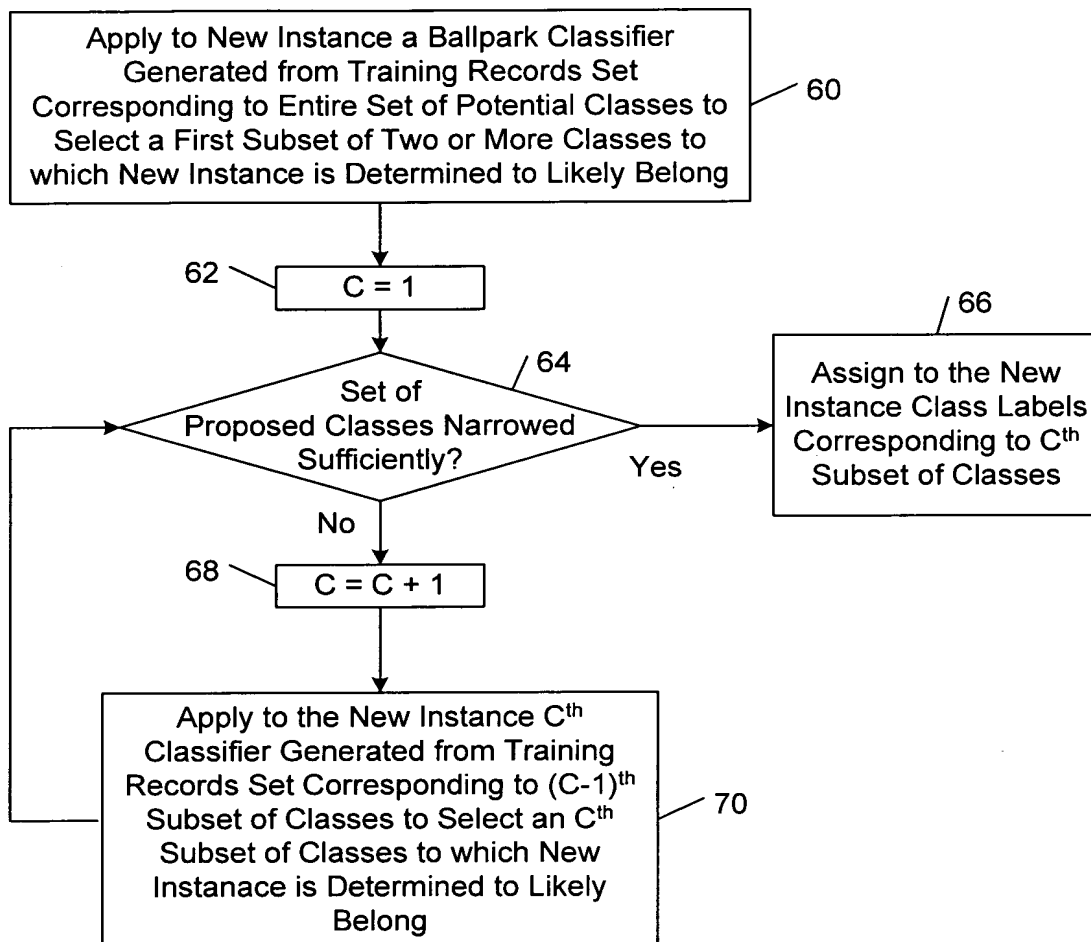 Apply to New Instance a Ballpark Classifier
Generated from Training Records Set
Corresponding to Entire Set of Potential Classes to
Select a First Subset of Two or More Classes to
which New Instance is Determined to Likely Belong
60
62
C = 1
64
Set of
Proposed Classes Narrowed
Sufficiently?
Yes
66
Assign to the New
Instance Class Labels
Corresponding to Cth
Subset of Classes
No
68
C = C + 1
Apply to the New Instance Cth
Classifier Generated from Training
Records Set Corresponding to (C-1)th
Subset of Classes to Select an Cth
Subset of Classes to which New
Instanace is Determined to Likely
Belong
70